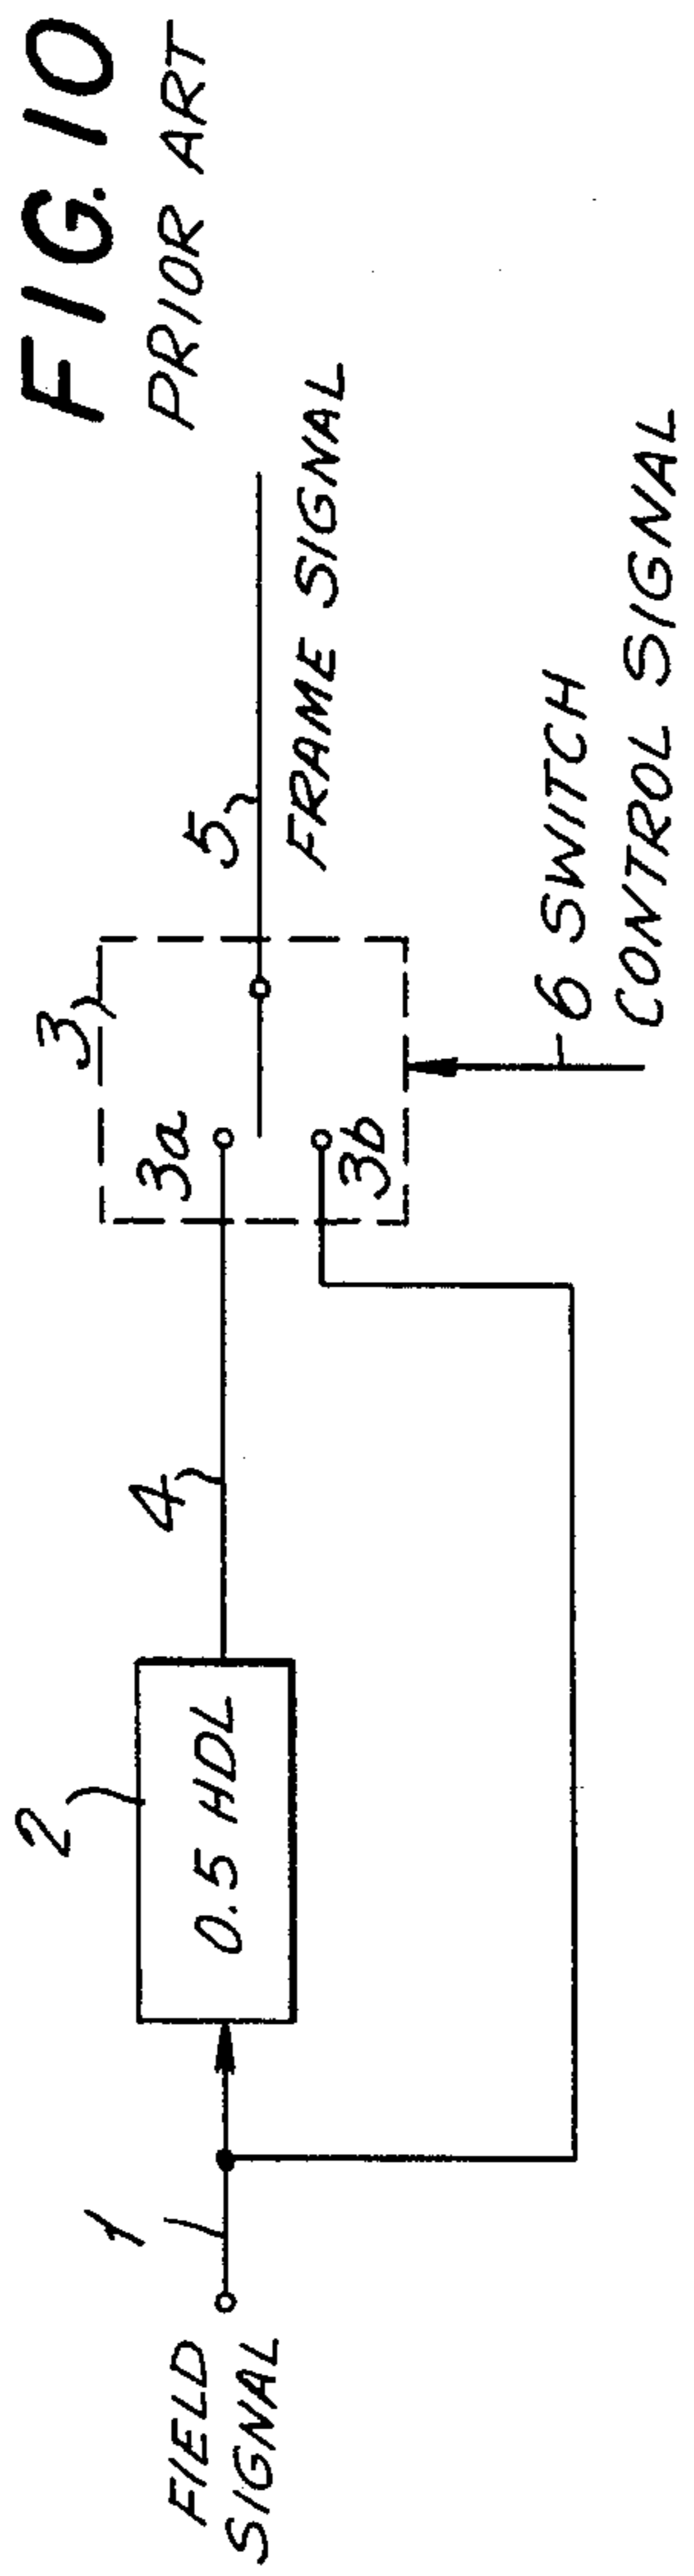 FIG. 10
PRIOR ART
1
FIELD
SIGNAL
2
0.5 HDL
4
3
3a
3b
5
FRAME SIGNAL
6 SWITCH
CONTROL SIGNAL